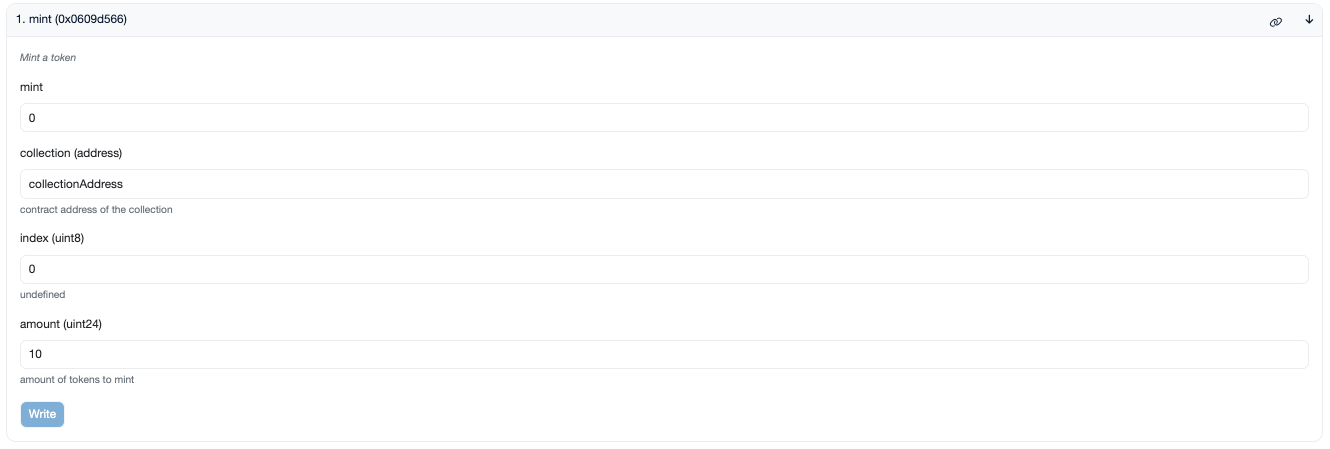 1. mint (0x0609d566)
Mint a token
mint
0
collection (address)
collectionAddress
contract address of the collection
index (uint8)
0
undefined
amount (uint24)
10
amount of tokens to mint
Write